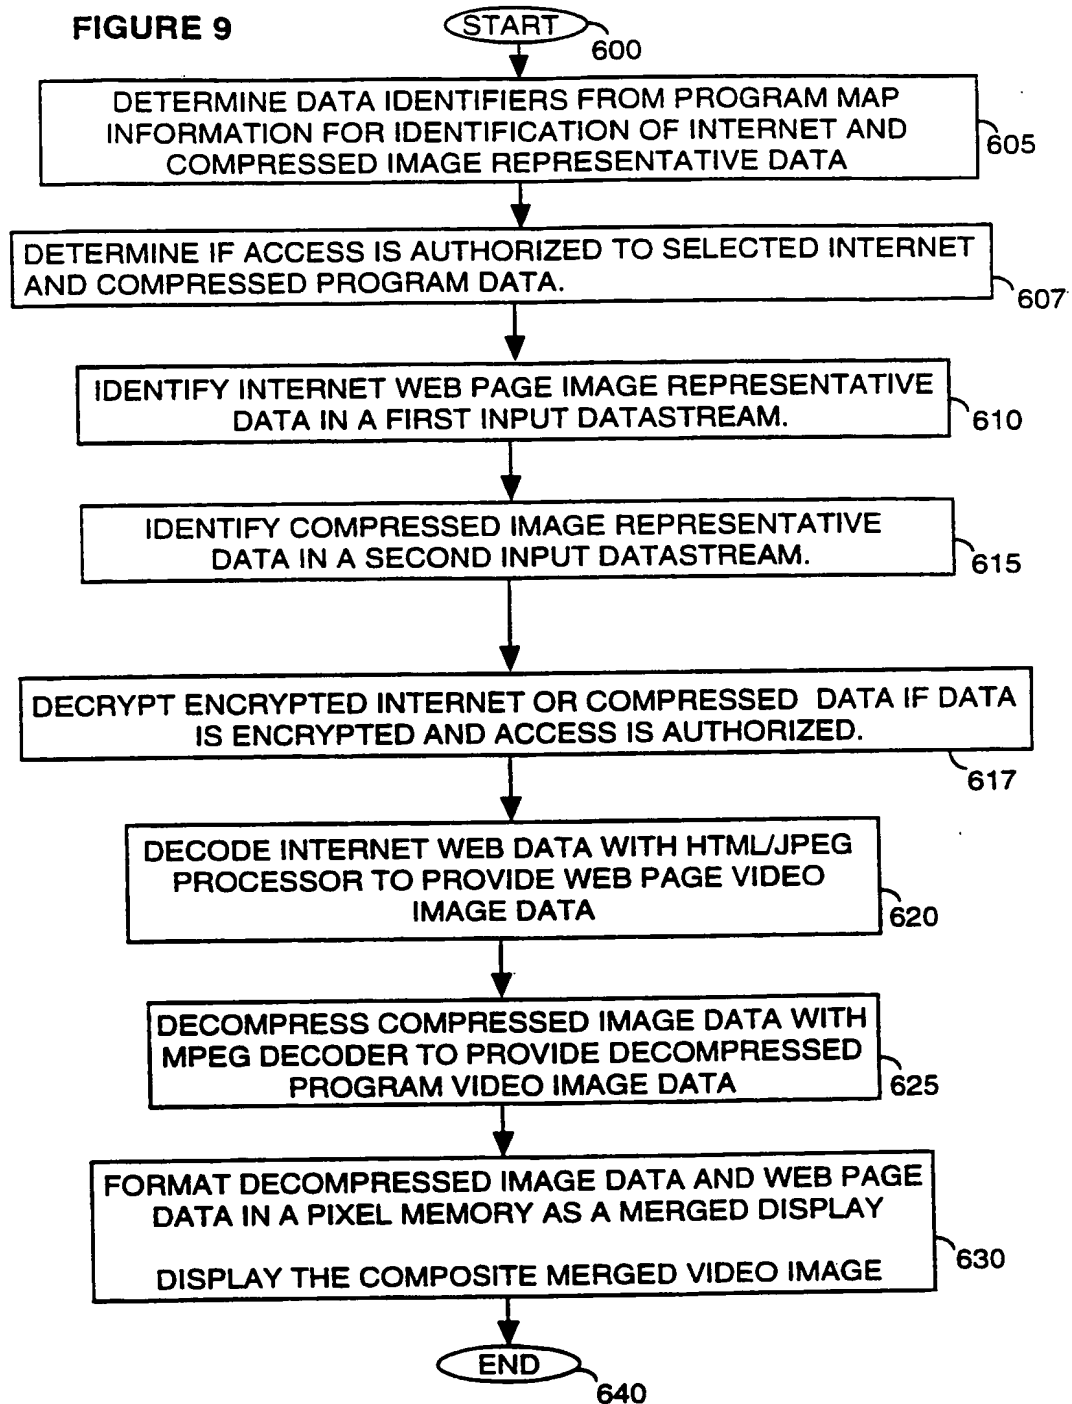 FIGURE 9
START
600
DETERMINE DATA IDENTIFIERS FROM PROGRAM MAP
INFORMATION FOR IDENTIFICATION OF INTERNET AND
COMPRESSED IMAGE REPRESENTATIVE DATA
605
DETERMINE IF ACCESS IS AUTHORIZED TO SELECTED INTERNET
AND COMPRESSED PROGRAM DATA.
607
IDENTIFY INTERNET WEB PAGE IMAGE REPRESENTATIVE
DATA IN A FIRST INPUT DATASTREAM.
610
IDENTIFY COMPRESSED IMAGE REPRESENTATIVE
DATA IN A SECOND INPUT DATASTREAM.
615
DECRYPT ENCRYPTED INTERNET OR COMPRESSED DATA IF DATA
IS ENCRYPTED AND ACCESS IS AUTHORIZED.
617
DECODE INTERNET WEB DATA WITH HTML/JPEG
PROCESSOR TO PROVIDE WEB PAGE VIDEO
IMAGE DATA
620
DECOMPRESS COMPRESSED IMAGE DATA WITH
MPEG DECODER TO PROVIDE DECOMPRESSED
PROGRAM VIDEO IMAGE DATA
625
FORMAT DECOMPRESSED IMAGE DATA AND WEB PAGE
DATA IN A PIXEL MEMORY AS A MERGED DISPLAY
DISPLAY THE COMPOSITE MERGED VIDEO IMAGE
630
END
640